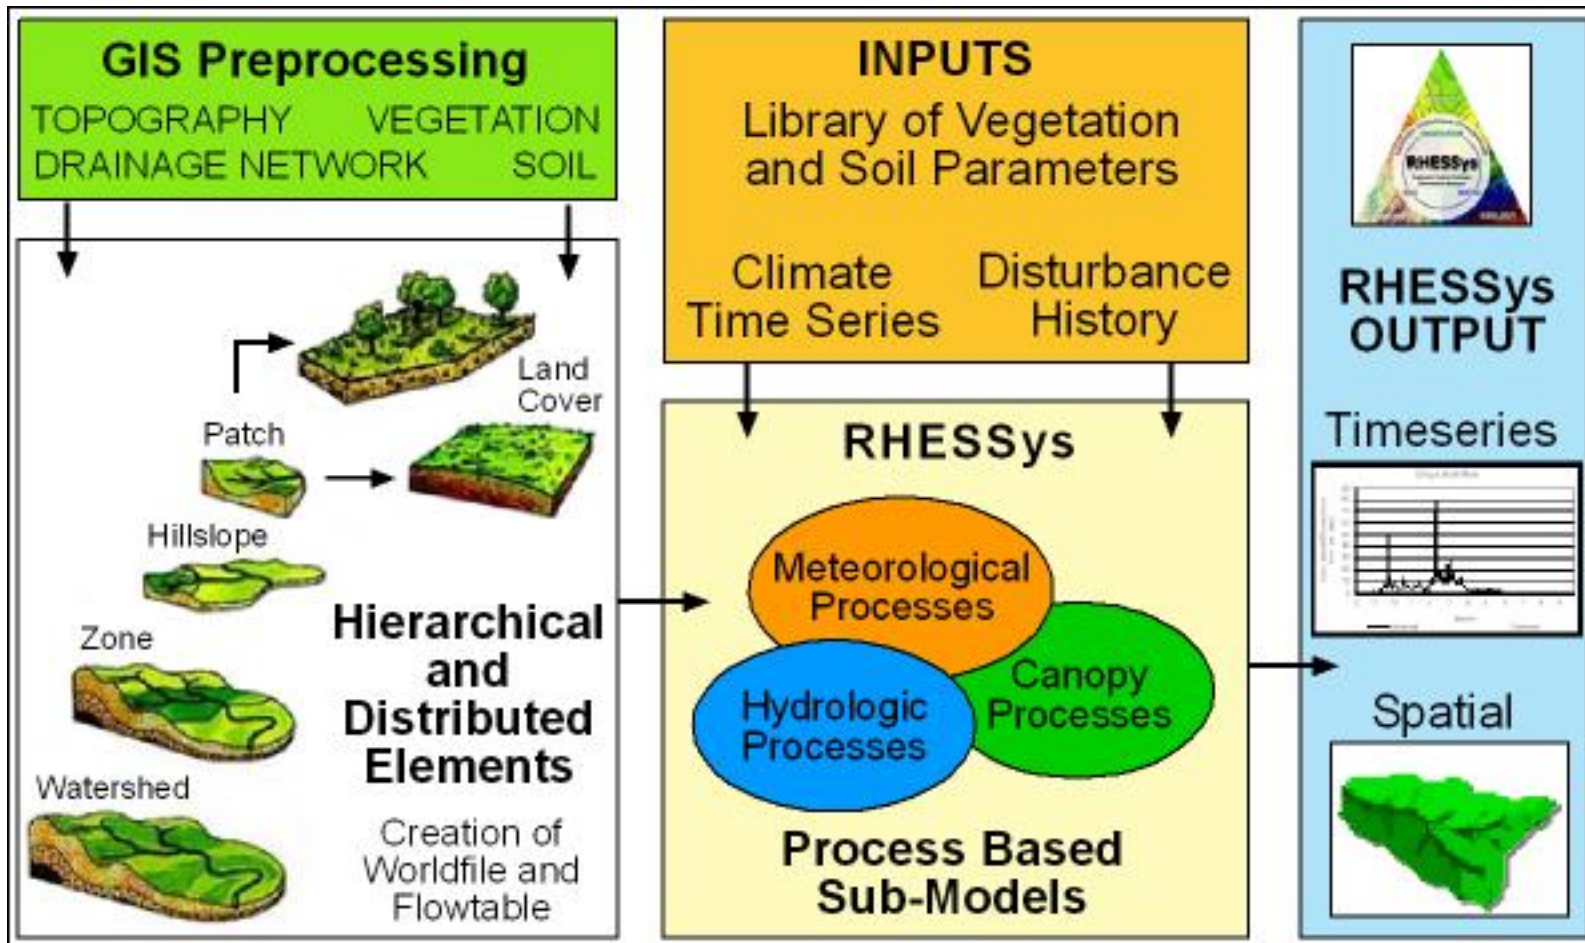 GIS Preprocessing
TOPOGRAPHY VEGETATION
DRAINAGE NETWORK SOIL
Land
Cover
Patch
Hillslope
Zone
Watershed
Hierarchical
and
Distributed
Elements
Creation of
Worldfile and
Flowtable
INPUTS
Library of Vegetation
and Soil Parameters
Climate
Time Series
Disturbance
History
RHESSys
Meteorological
Processes
Canopy
Processes
Hydrologic
Processes
Process Based
Sub-Models
RHESSys
RHESSys
OUTPUT
Timeseries
Spatial